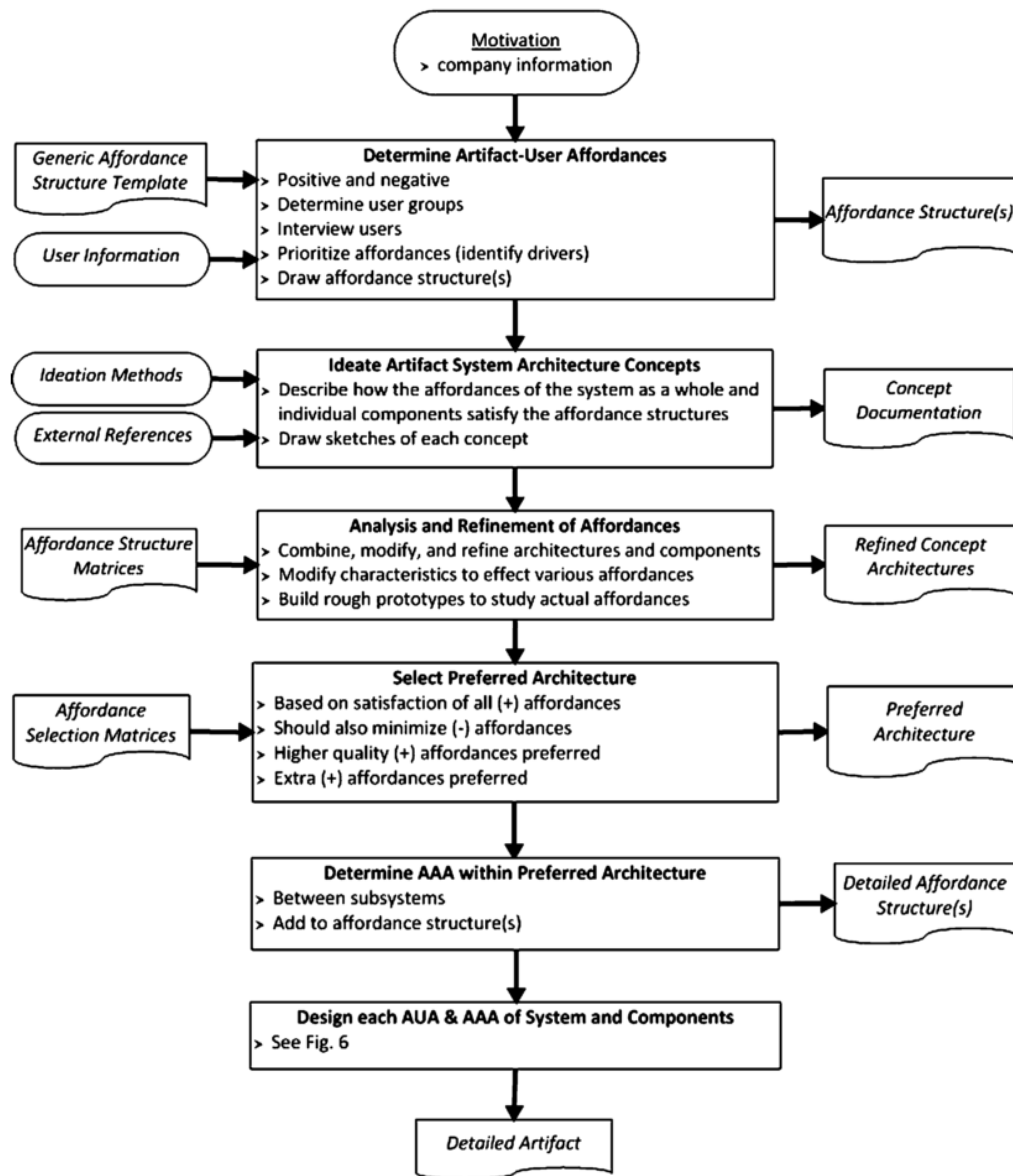 Motivation
➤ company information
Generic Affordance
Structure Template
User Information
Determine Artifact-User Affordances
➤ Positive and negative
➤ Determine user groups
➤ Interview users
➤ Prioritize affordances (identify drivers)
➤ Draw affordance structure(s)
Affordance Structure(s)
Ideation Methods
External References
Ideate Artifact System Architecture Concepts
➤ Describe how the affordances of the system as a whole and
individual components satisfy the affordance structures
➤ Draw sketches of each concept
Concept
Documentation
Affordance Structure
Matrices
Analysis and Refinement of Affordances
➤ Combine, modify, and refine architectures and components
➤ Modify characteristics to effect various affordances
➤ Build rough prototypes to study actual affordances
Refined Concept
Architectures
Affordance
Selection Matrices
Select Preferred Architecture
➤ Based on satisfaction of all (+) affordances
➤ Should also minimize (-) affordances
➤ Higher quality (+) affordances preferred
➤ Extra (+) affordances preferred
Preferred
Architecture
Determine AAA within Preferred Architecture
➤ Between subsystems
➤ Add to affordance structure(s)
Detailed Affordance
Structure(s)
Design each AUA & AAA of System and Components
➤ See Fig. 6
Detailed Artifact